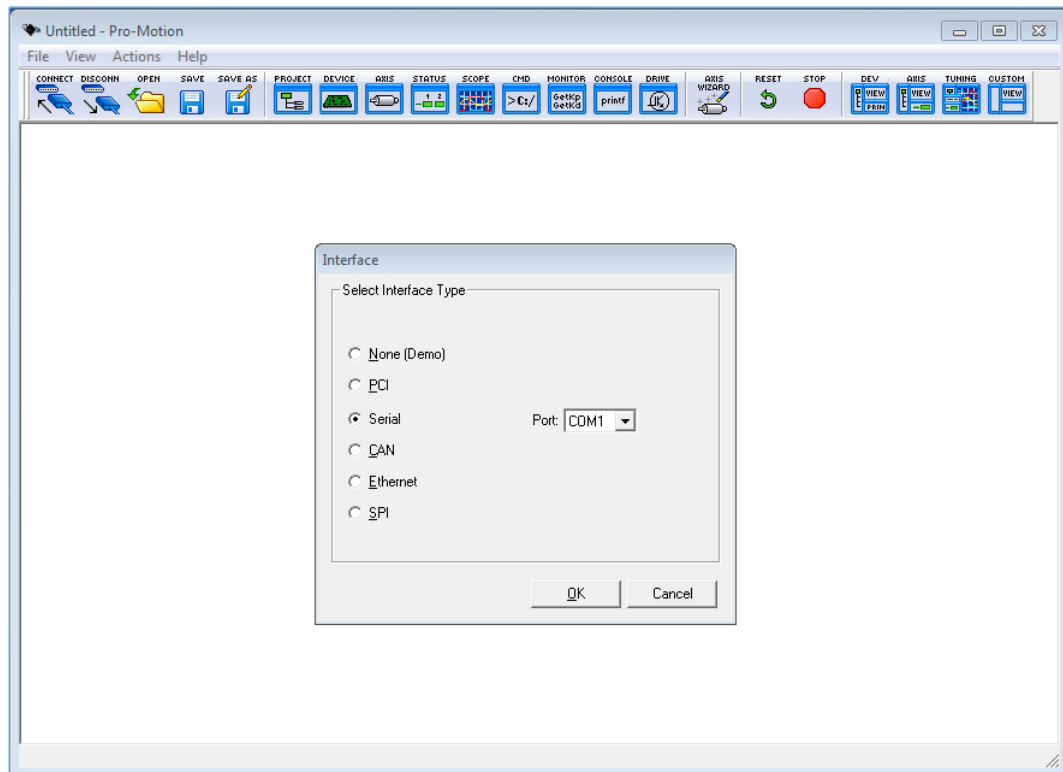 Untitled - Pro-Motion
File View Actions Help
CONNECT DISCONN OPEN SAVE SAVE AS PROJECT DEVICE AXIS STATUS SCOPE CMD MONITOR CONSOLE DRIVE AXIS WIZARD RESET STOP DEV AXIS TUNING CUSTOM
1 2 >C:/ GetKp GetKd printf VIEW PRIN VIEW VIEW
Interface
Select Interface Type
None (Demo)
PCI
Serial Port: COM1
CAN
Ethernet
SPI
OK Cancel